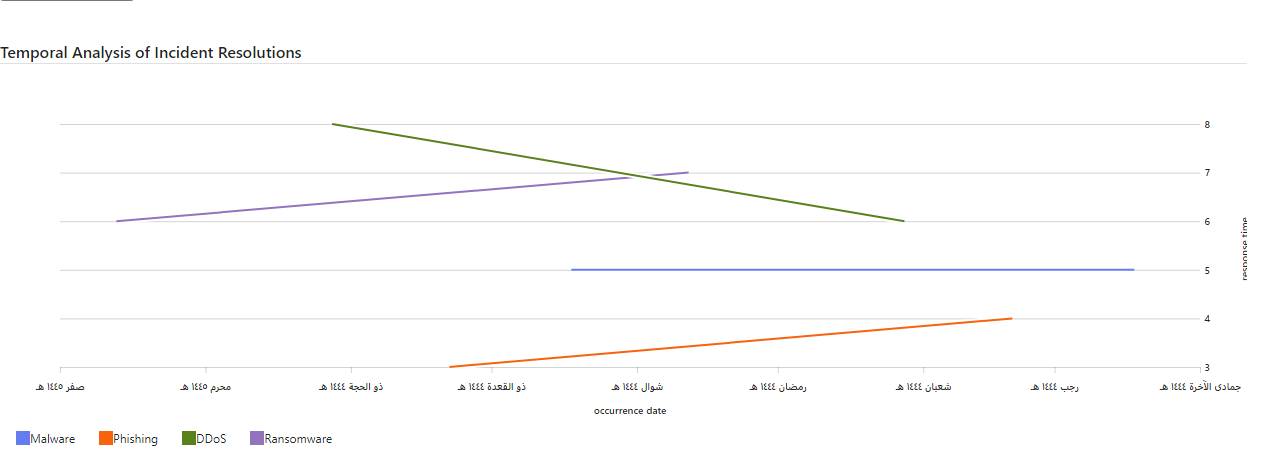 Temporal Analysis of Incident Resolutions
8
7
6
5
4
3
response time
جمادى الآخرة ١٤٤٤ هـ
رجب ١٤٤٤ هـ
شعبان ١٤٤٤ هـ
رمضان ١٤٤٤ هـ
شوال ١٤٤٤ هـ
ذو القعدة ١٤٤٤ هـ
ذو الحجة ١٤٤٤ هـ
محرم ١٤٤٥ هـ
صفر ١٤٤٥ هـ
occurrence date
Malware
Phishing
DDoS
Ransomware